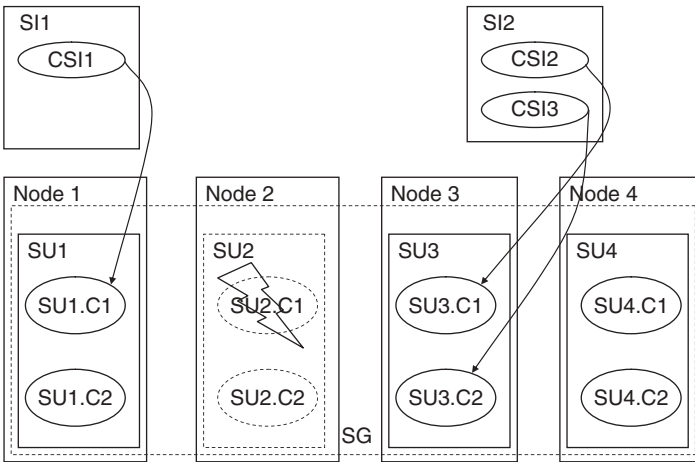 SI1
CSI1
SI2
CSI2
CSI3
Node 1
Node 2
Node 3
Node 4
SU1
SU2
SU3
SU4
SU1.C1
SU2.C1
SU3.C1
SU4.C1
SU1.C2
SU2.C2
SU3.C2
SU4.C2
SG